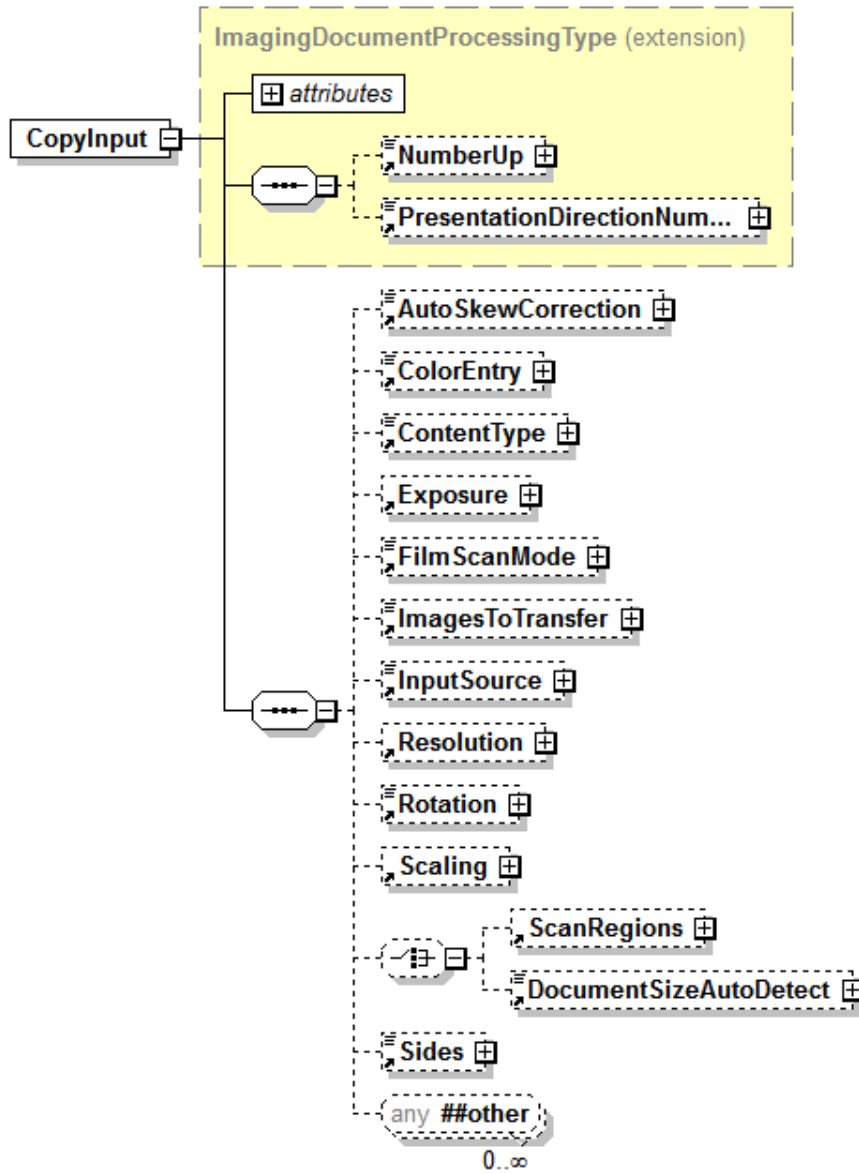 ImagingDocumentProcessingType (extension)
attributes
CopyInput
NumberUp
PresentationDirectionNum...
AutoSkewCorrection
ColorEntry
ContentType
Exposure
FilmScanMode
ImagesToTransfer
InputSource
Resolution
Rotation
Scaling
ScanRegions
DocumentSizeAutoDetect
Sides
any ##other
0..∞